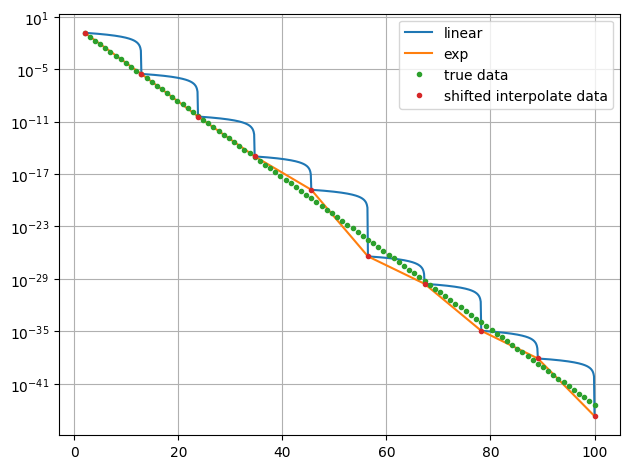 10^1
10^-5
10^-11
10^-17
10^-23
10^-29
10^-35
10^-41
linear
exp
true data
shifted interpolate data
0 20 40 60 80 100